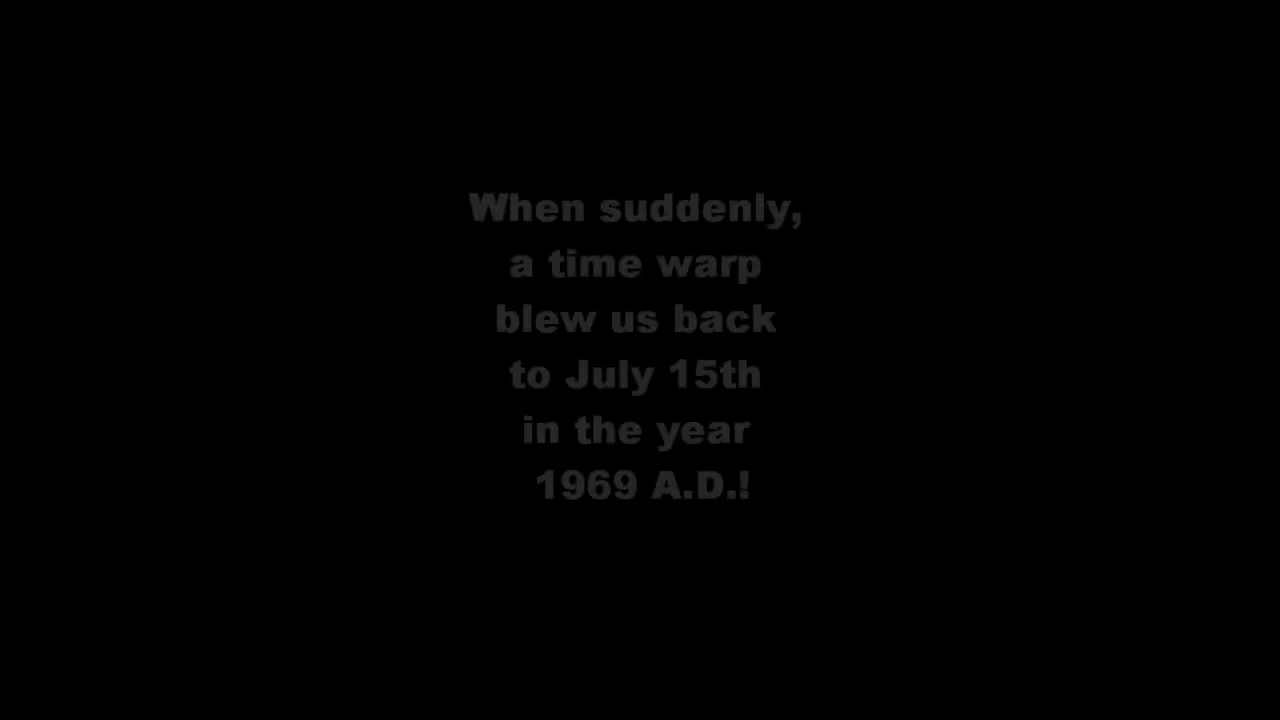 When suddenly,
a time warp
blew us back
to July 15th
in the year
1969 A.D.!